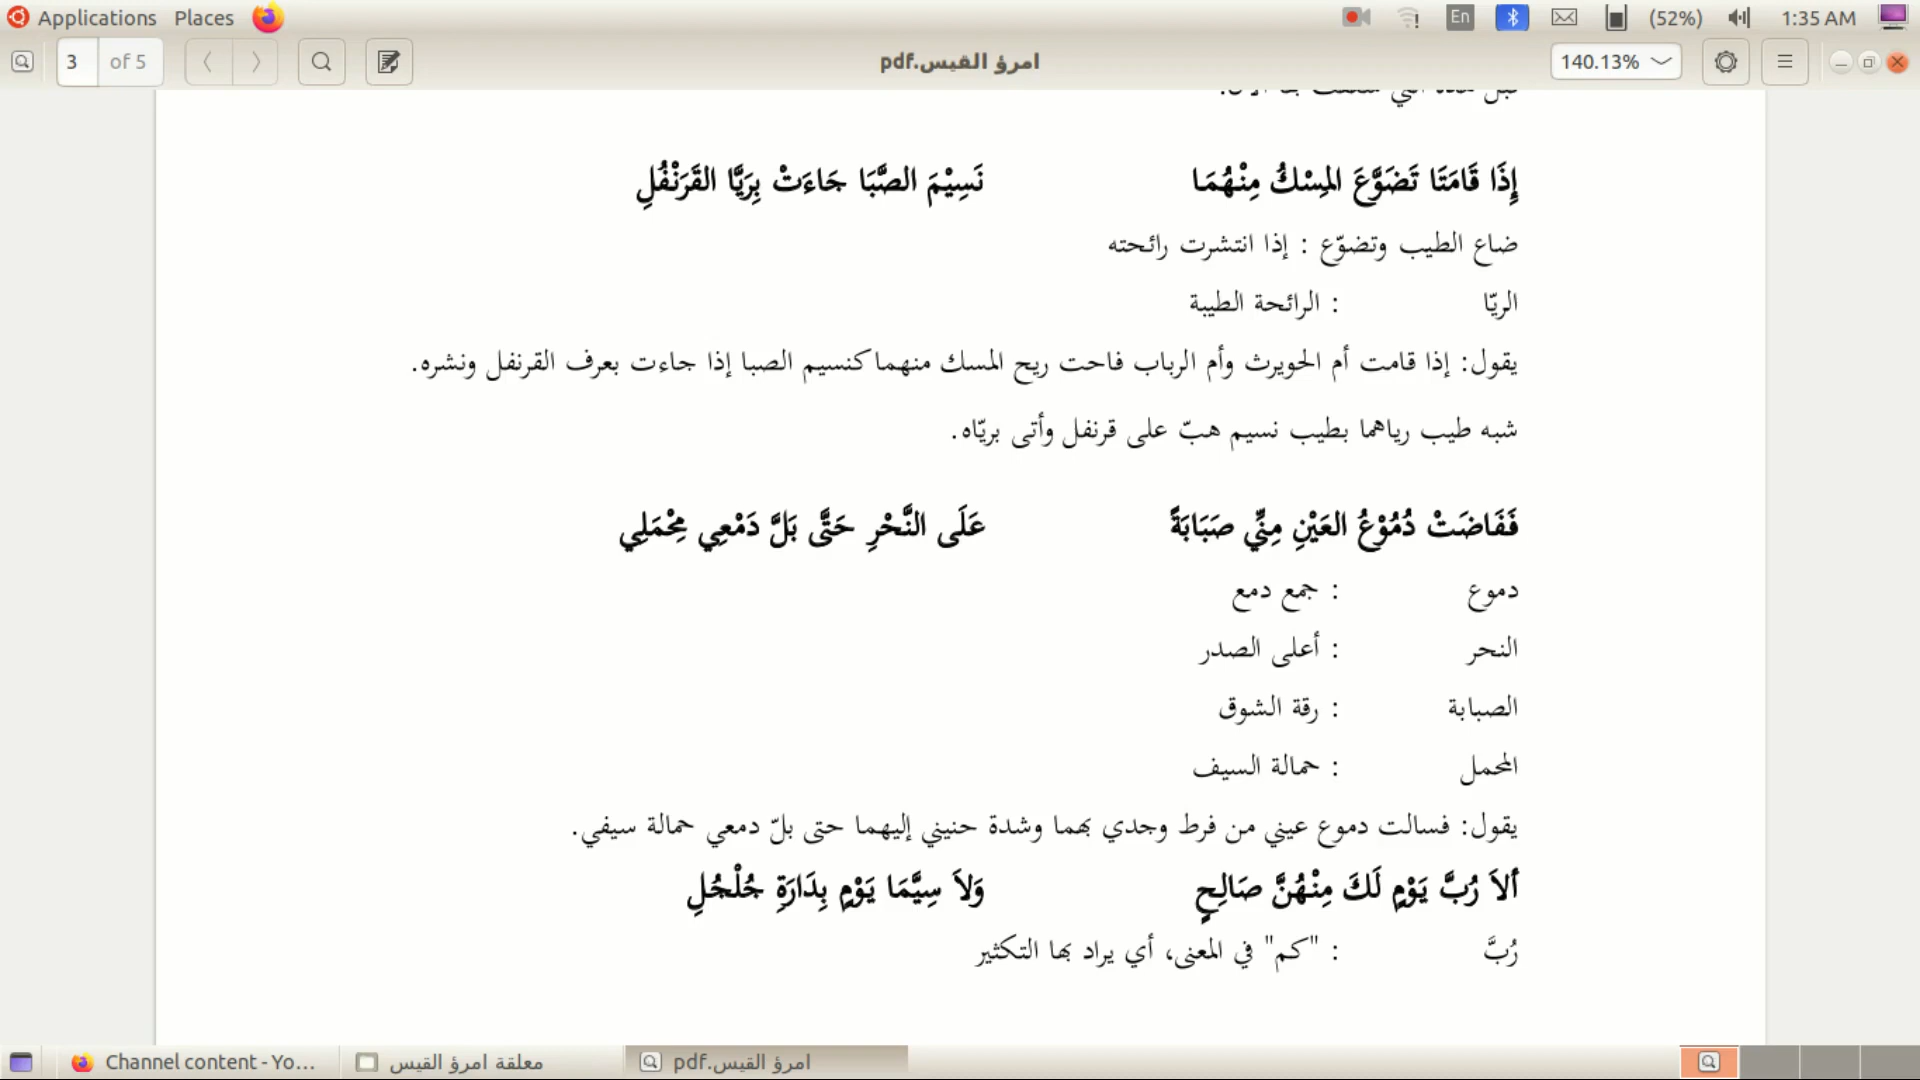 Applications Places En (52%) 1:35 AM
3 of 5 امرؤ القيس.pdf 140.13%
إِذَا قَامَتَا تَضَوَّعَ المِسْكُ مِنْهُمَا نَسِيْمَ الصَّبَا جَاءَتْ بِرَيَّا القَرَنْفُلِ
ضاع الطيب وتضوّع : إذا انتشرت رائحته
الريّا : الرائحة الطيبة
يقول: إذا قامت أم الحويرث وأم الرباب فاحت ريح المسك منهما كنسيم الصبا إذا جاءت بعرف القرنفل ونشره.
شبه طيب رياهما بطيب نسيم هبّ على قرنفل وأتى بريّاه.
فَفَاضَتْ دُمُوْعُ العَيْنِ مِنِّي صَبَابَةً عَلَى النَّحْرِ حَتَّى بَلَّ دَمْعِي مِحْمَلِي
دموع : جمع دمع
النحر : أعلى الصدر
الصبابة : رقة الشوق
المحمل : حمالة السيف
يقول: فسالت دموع عيني من فرط وجدي بهما وشدة حنيني إليهما حتى بلّ دمعي حمالة سيفي.
ألاَ رُبَّ يَوْمٍ لَكَ مِنْهُنَّ صَالِحٍ وَلاَ سِيَّمَا يَوْمٍ بِدَارَةِ جُلْجُلِ
رُبَّ : "كم" في المعنى، أي يراد بها التكثير
Channel content - Yo... معلقة امرؤ القيس امرؤ القيس.pdf